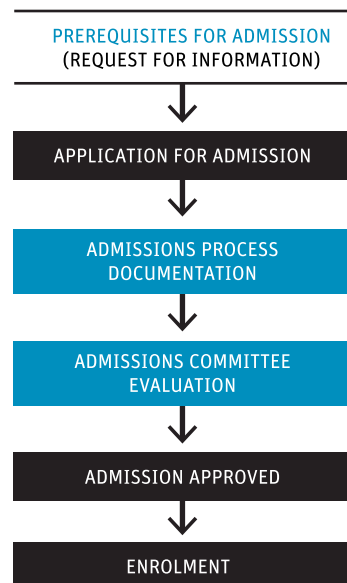 PREREQUISITES FOR ADMISSION
(REQUEST FOR INFORMATION)
APPLICATION FOR ADMISSION
ADMISSIONS PROCESS
DOCUMENTATION
ADMISSIONS COMMITTEE
EVALUATION
ADMISSION APPROVED
ENROLMENT